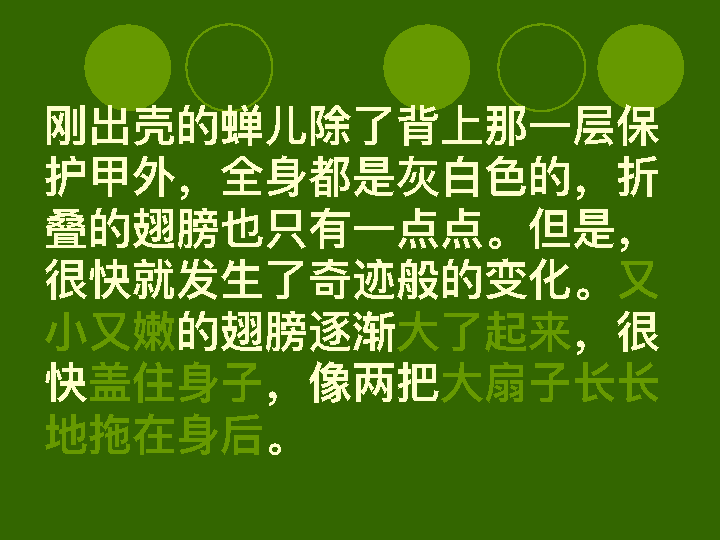 刚出壳的蝉儿除了背上那一层保
护甲外，全身都是灰白色的，折
叠的翅膀也只有一点点。但是，
很快就发生了奇迹般的变化。又
小又嫩的翅膀逐渐大了起来，很
快盖住身子，像两把大扇子长长
地拖在身后。